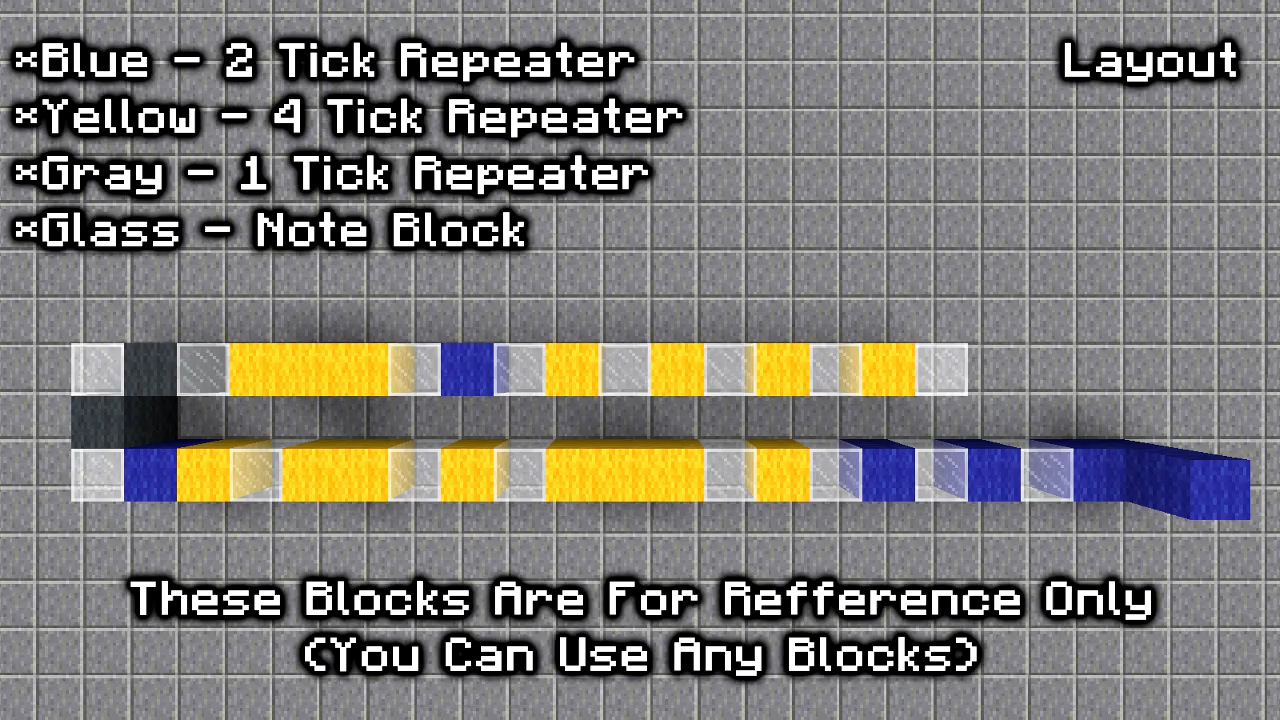 ×Blue - 2 Tick Repeater
Layout
×Yellow - 4 Tick Repeater
×Gray - 1 Tick Repeater
×Glass - Note Block
These Blocks Are For Refference Only
(You Can Use Any Blocks)